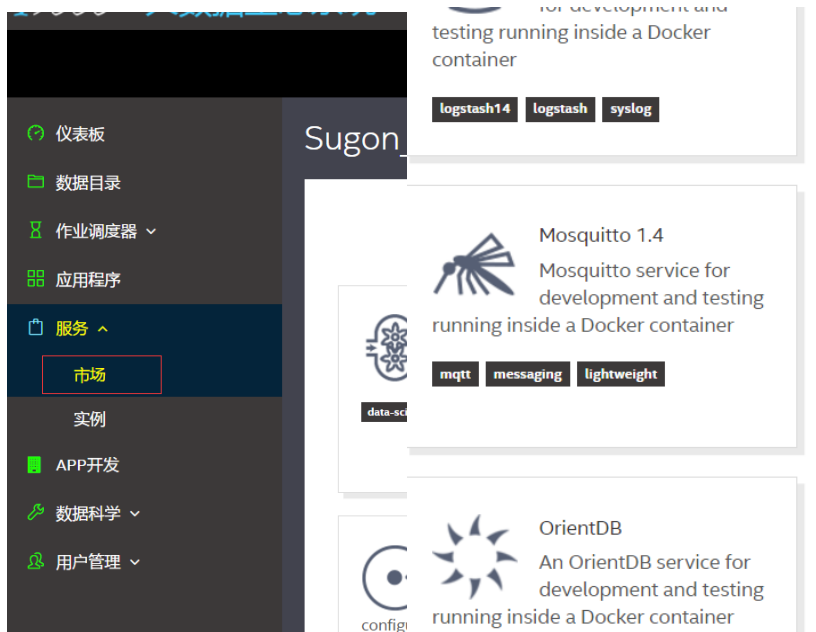 仪表板
数据目录
作业调度器
应用程序
服务
市场
实例
APP开发
数据科学
用户管理
Sugon_
data-sci
config
for development and
testing running inside a Docker
container
logstash14 logstash syslog
Mosquitto 1.4
Mosquitto service for
development and testing
running inside a Docker container
mqtt messaging lightweight
OrientDB
An OrientDB service for
development and testing
running inside a Docker container